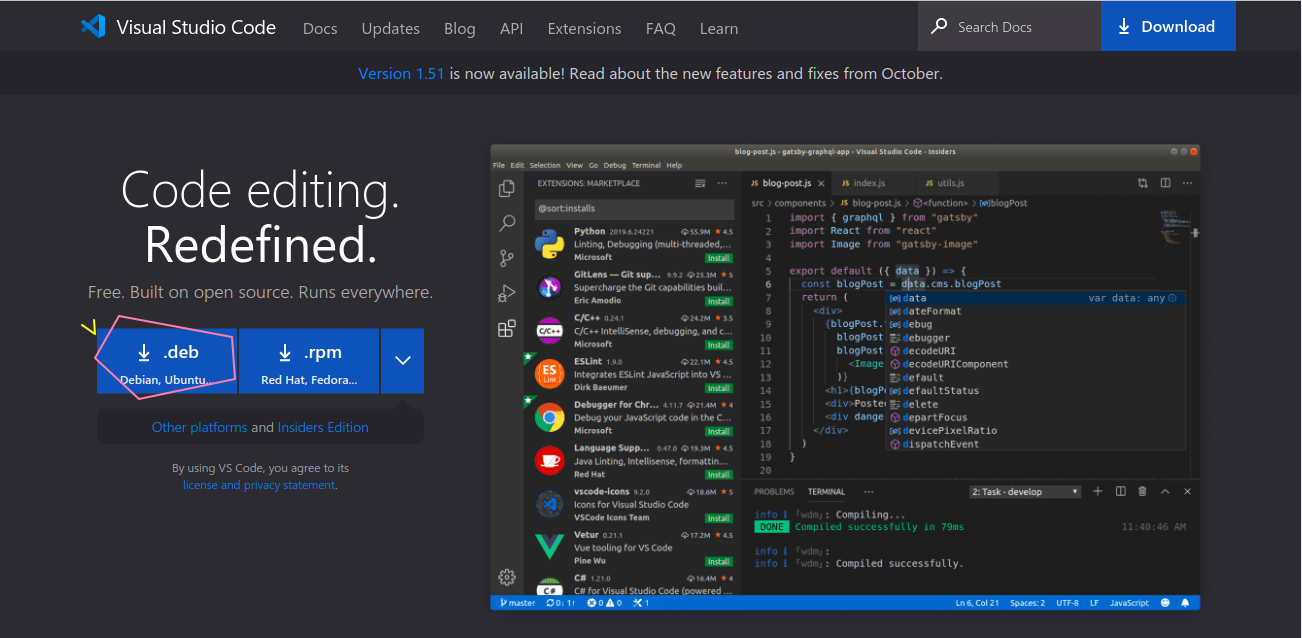 Visual Studio Code Docs Updates Blog API Extensions FAQ Learn Search Docs Download
Version 1.51 is now available! Read about the new features and fixes from October.
Code editing.
Redefined.
Free. Built on open source. Runs everywhere.
.deb
Debian, Ubuntu...
.rpm
Red Hat, Fedora...
Other platforms and Insiders Edition
By using VS Code, you agree to its
license and privacy statement.
blog-post.js - gatsby-graphql-app - Visual Studio Code - Insiders
File Edit Selection View Go Debug Terminal Help
EXTENSIONS: MARKETPLACE
@sort:installs
Python 2019.6.24221 55.9M ★ 4.5
Linting, Debugging (multi-threaded,...
Microsoft Install
GitLens — Git sup... 9.9.2 25.3M ★ 5
Supercharge the Git capabilities buil...
Eric Amodio Install
C/C++
C/C++ 0.24.1 24.2M ★ 3.5
C/C++ IntelliSense, debugging, and c...
Microsoft Install
ES
Lint
ESLint 1.9.0 22.1M ★ 4.5
Integrates ESLint JavaScript into VS ...
Dirk Baeumer Install
Debugger for Chr... 4.11.7 21.4M ★ 4
Debug your JavaScript code in the C...
Microsoft Install
Language Supp... 0.47.0 19.3M ★ 4.5
Java Linting, Intellisense, formattin...
Red Hat Install
vscode-icons 9.2.0 18.6M ★ 5
Icons for Visual Studio Code
VSCode Icons Team Install
Vetur 0.21.1 17.2M ★ 4.5
Vue tooling for VS Code
Pine Wu Install
C#
C# 1.21.0 16.4M ★ 4
C# for Visual Studio Code (powered ...
JS blog-post.js × JS index.js JS utils.js
src > components > JS blog-post.js > <function> > blogPost
1 import { graphql } from "gatsby"
2 import React from "react"
3 import Image from "gatsby-image"
4
5 export default ({ data }) => {
6 const blogPost = data.cms.blogPost
7 return (
8 <div>
9 {blogPost.
10 blogPost
11 blogPost
12 <Image
13 )}
14 <h1>{blogP
15 <div>Poste
16 <div dange
17 </div>
18 )
19 }
20
data var data: any
dateFormat
debug
debugger
decodeURI
decodeURIComponent
default
defaultStatus
delete
departFocus
devicePixelRatio
dispatchEvent
PROBLEMS TERMINAL ... 2: Task - develop
info ℹ ｢wdm｣: Compiling...
DONE Compiled successfully in 79ms 11:40:46 AM
info ℹ ｢wdm｣:
info ℹ ｢wdm｣: Compiled successfully.
master 0↓ 1↑ 0 0 1 Ln 6, Col 21 Spaces: 2 UTF-8 LF JavaScript